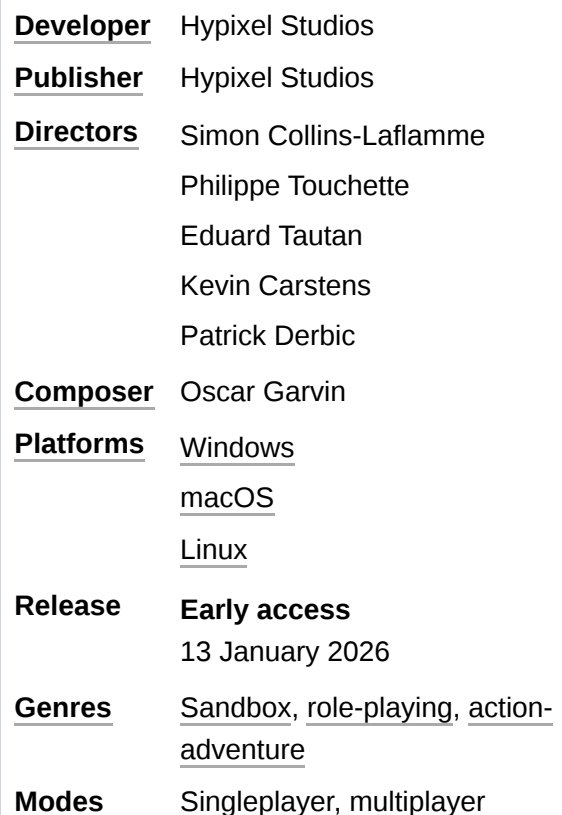 Developer Hypixel Studios
Publisher Hypixel Studios
Directors Simon Collins-Laflamme
Philippe Touchette
Eduard Tautan
Kevin Carstens
Patrick Derbic
Composer Oscar Garvin
Platforms Windows
macOS
Linux
Release Early access
13 January 2026
Genres Sandbox, role-playing, action-
adventure
Modes Singleplayer, multiplayer